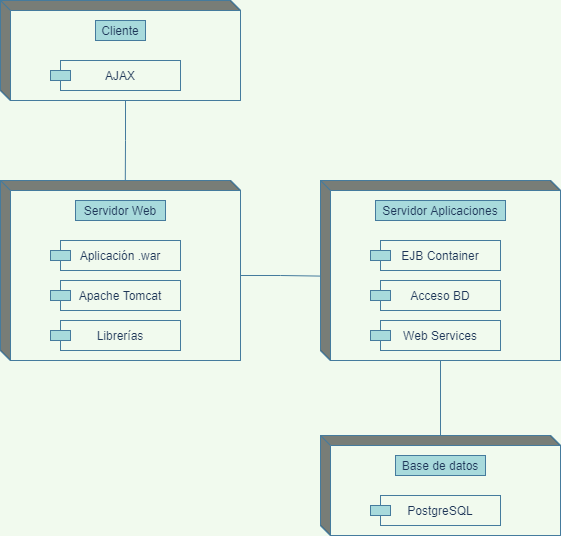 Cliente
AJAX
Servidor Web
Aplicación .war
Apache Tomcat
Librerías
Servidor Aplicaciones
EJB Container
Acceso BD
Web Services
Base de datos
PostgreSQL